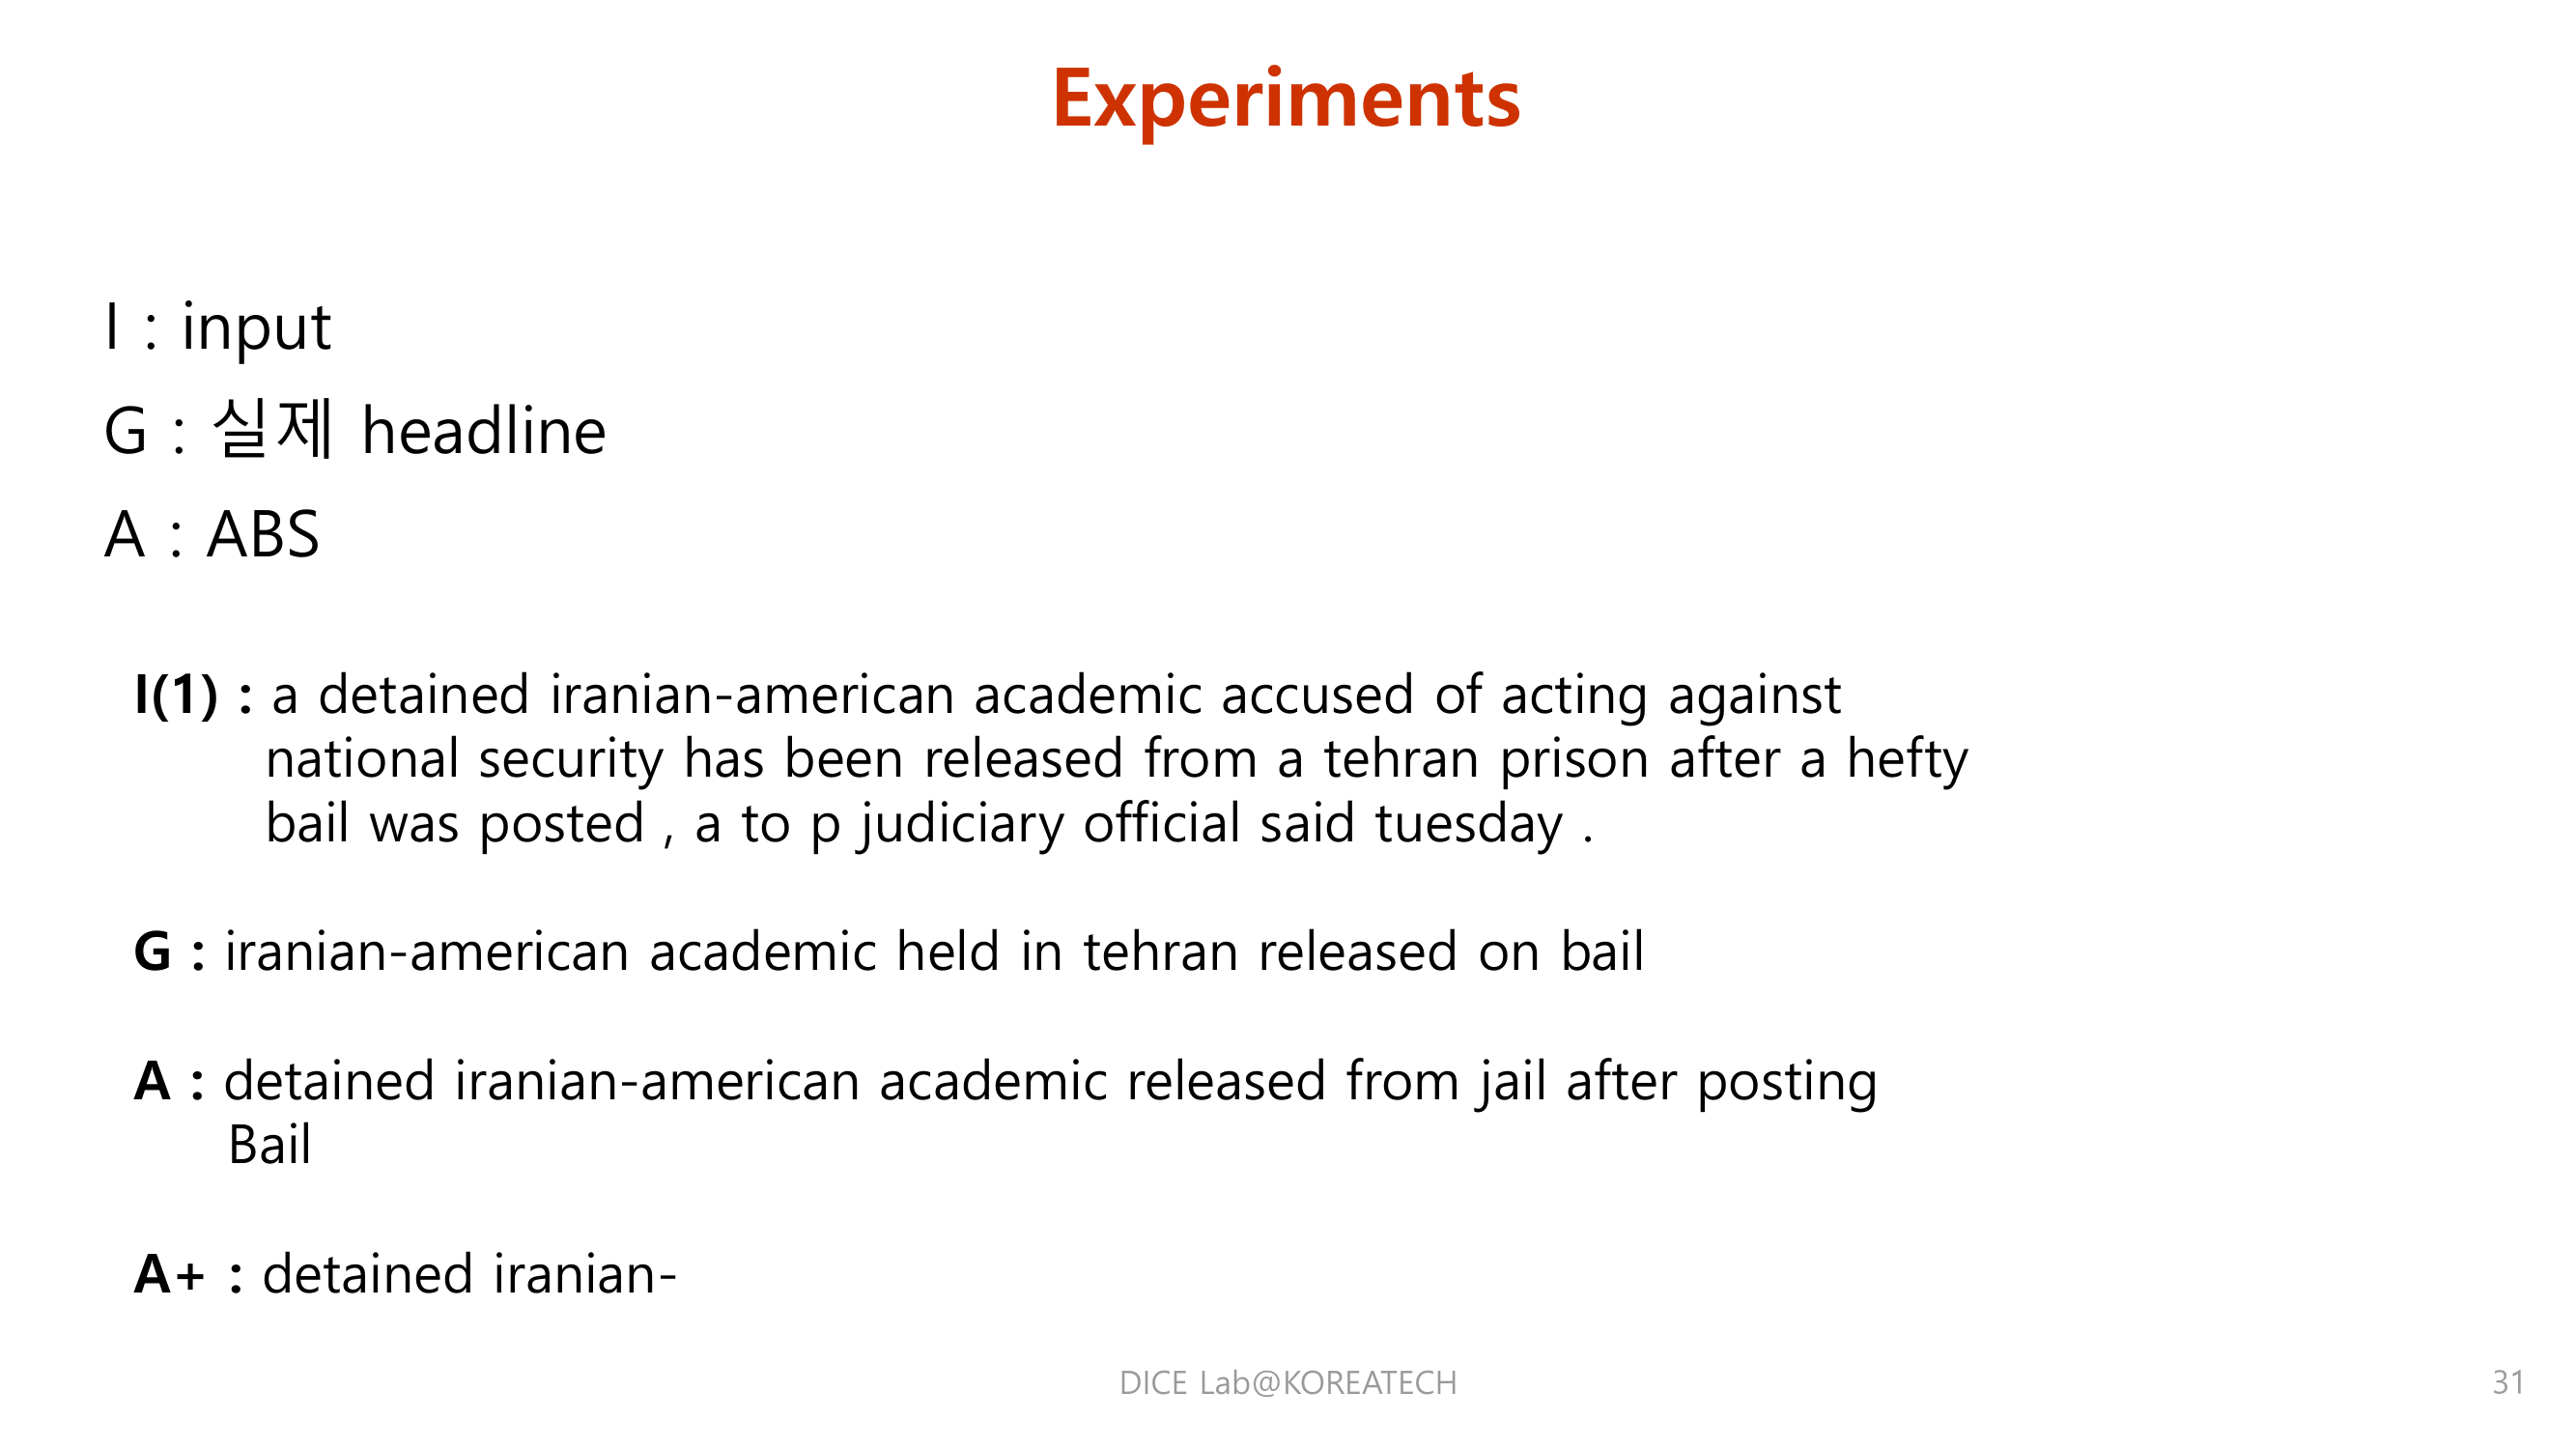 Experiments
I : input
G : 실제 headline
A : ABS
I(1) : a detained iranian-american academic accused of acting against
national security has been released from a tehran prison after a hefty
bail was posted , a to p judiciary official said tuesday .
G : iranian-american academic held in tehran released on bail
A : detained iranian-american academic released from jail after posting
Bail
A+ : detained iranian-
DICE Lab@KOREATECH
31